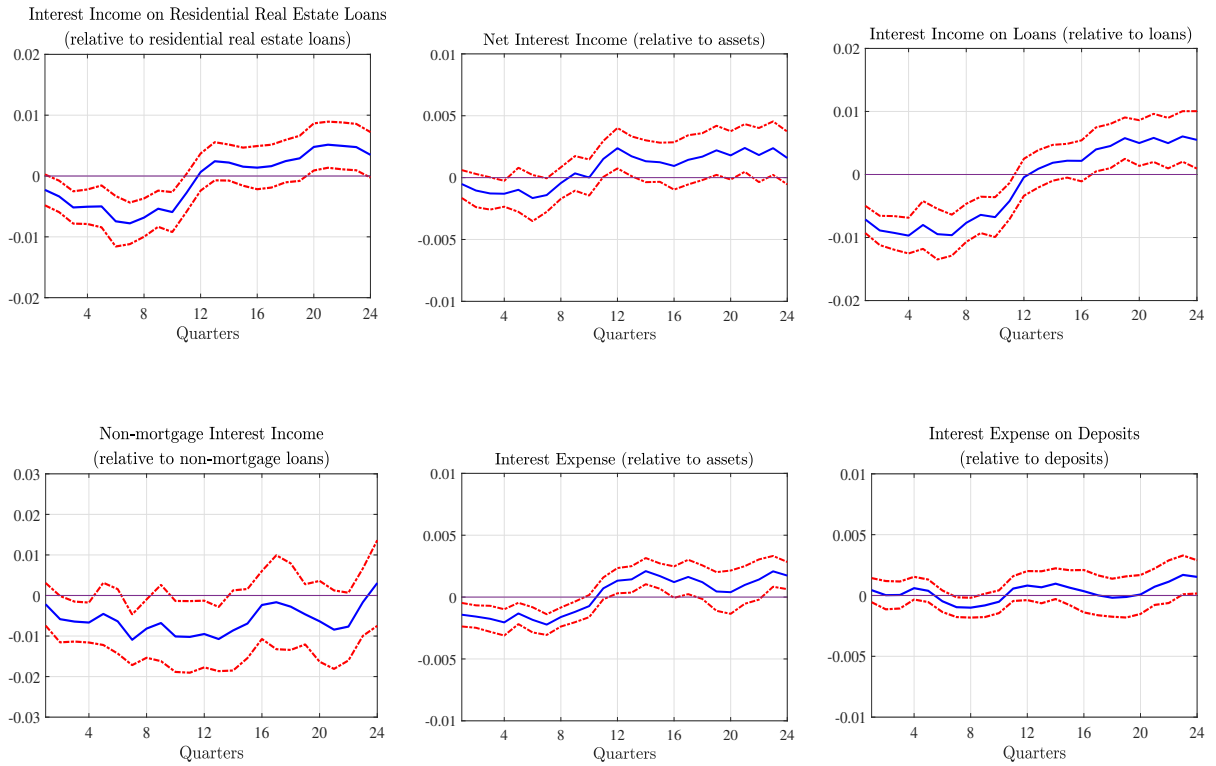 Interest Income on Residential Real Estate Loans
(relative to residential real estate loans)
0.02
0.01
0
-0.01
-0.02
4 8 12 16 20 24
Quarters
Net Interest Income (relative to assets)
0.01
0.005
0
-0.005
-0.01
4 8 12 16 20 24
Quarters
Interest Income on Loans (relative to loans)
0.02
0.01
0
-0.01
-0.02
4 8 12 16 20 24
Quarters
Non-mortgage Interest Income
(relative to non-mortgage loans)
0.03
0.02
0.01
0
-0.01
-0.02
-0.03
4 8 12 16 20 24
Quarters
Interest Expense (relative to assets)
0.01
0.005
0
-0.005
-0.01
4 8 12 16 20 24
Quarters
Interest Expense on Deposits
(relative to deposits)
0.01
0.005
0
-0.005
-0.01
4 8 12 16 20 24
Quarters